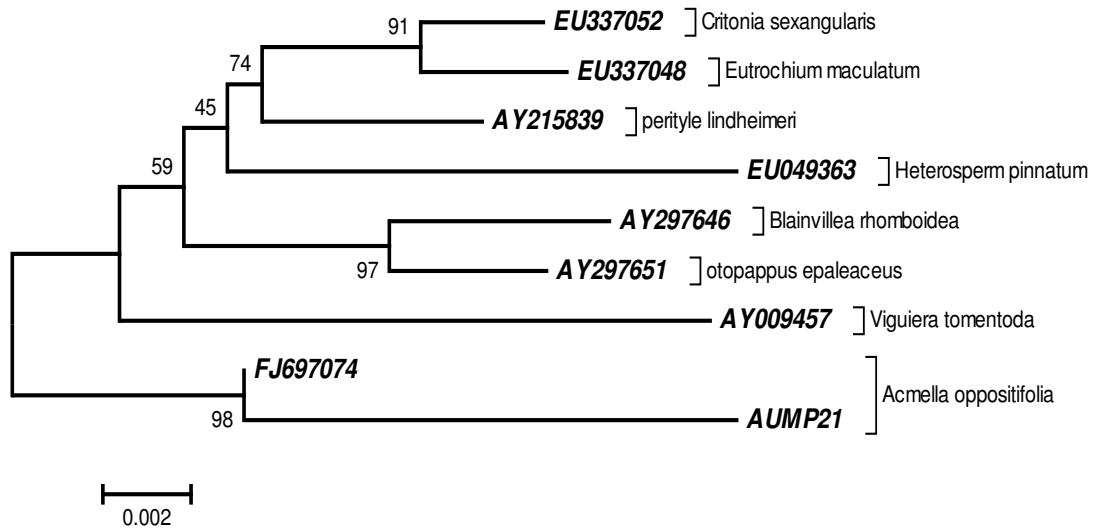 91
EU337052 Critonia sexangularis
74
EU337048 Eutrochium maculatum
45
AY215839 perityle lindheimeri
59
EU049363 Heterosperm pinnatum
AY297646 Blainvillea rhomboidea
97
AY297651 otopappus epaleaceus
AY009457 Viguiera tomentoda
FJ697074
Acmella oppositifolia
98
AUMP21
0.002